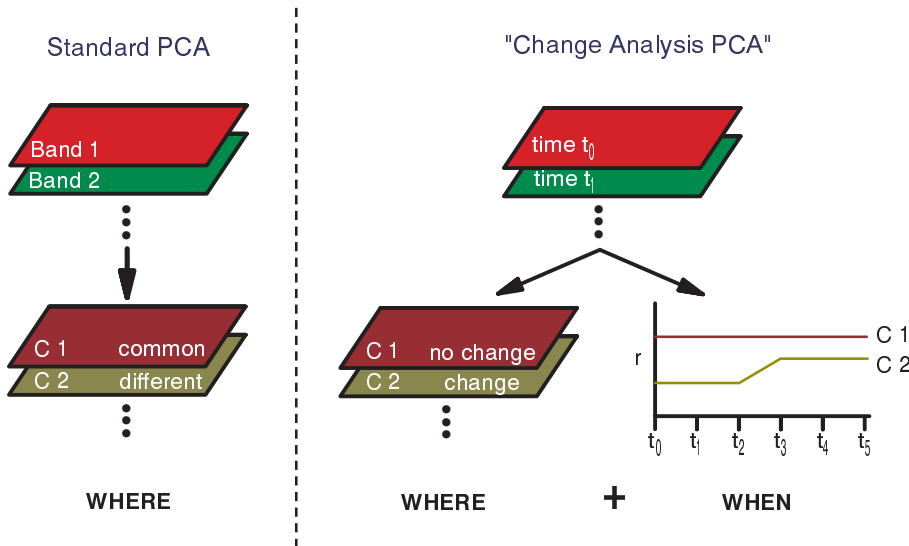 Standard PCA
"Change Analysis PCA"
Band 1
Band 2
time t0
time t1
C 1 common
C 2 different
C 1 no change
C 2 change
r
C 1
C 2
t0 t1 t2 t3 t4 t5
WHERE
WHERE + WHEN